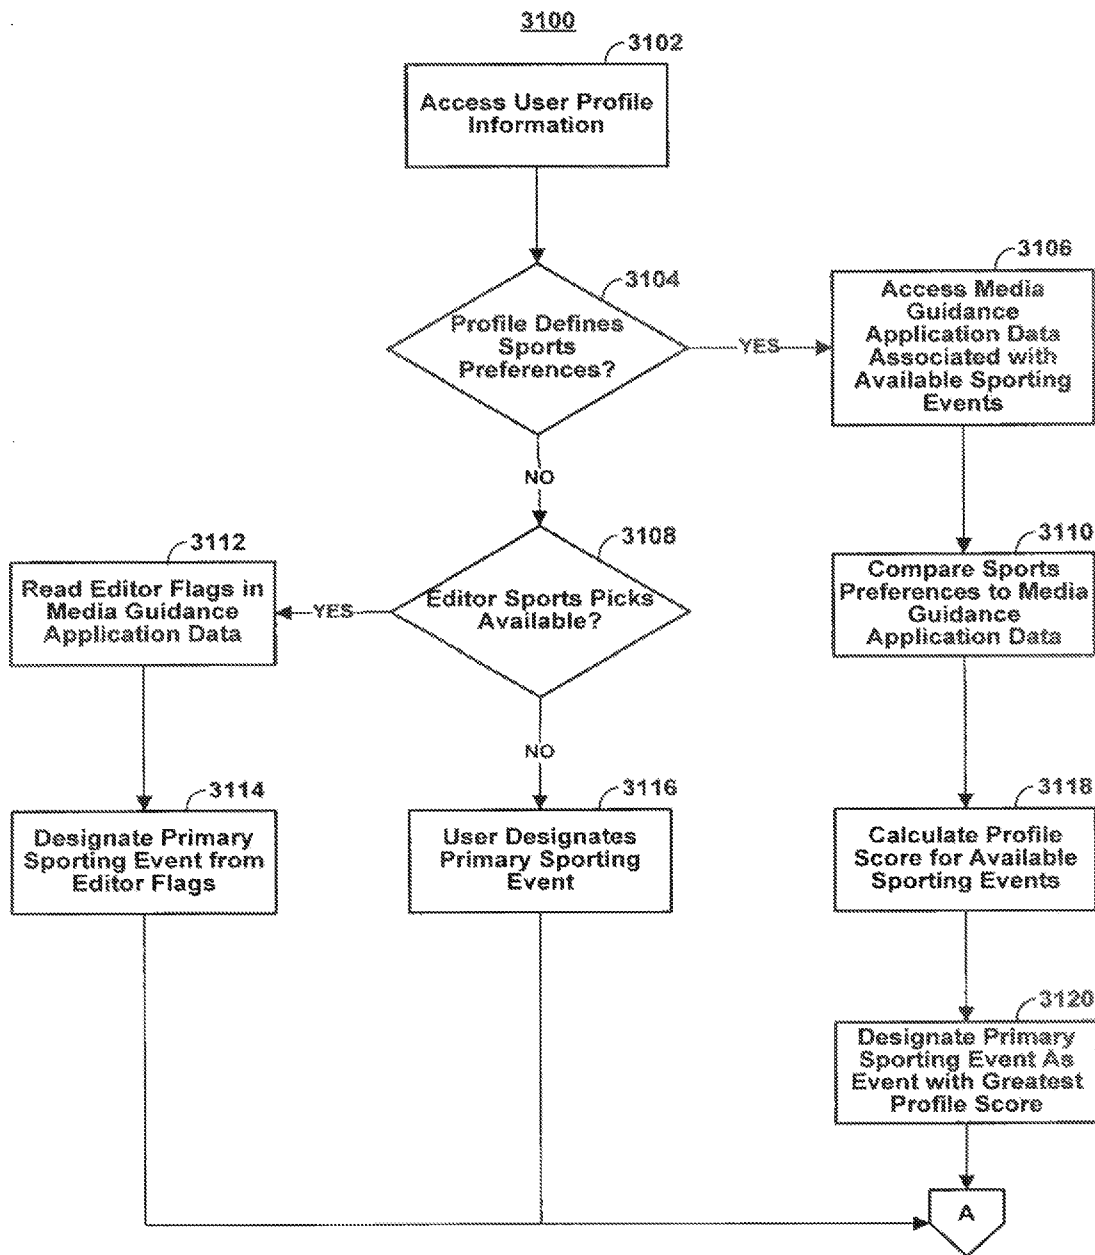 3100
3102
Access User Profile
Information
3104
Profile Defines
Sports
Preferences?
YES
3106
Access Media
Guidance
Application Data
Associated with
Available Sporting
Events
NO
3108
Editor Sports Picks
Available?
YES
3112
Read Editor Flags in
Media Guidance
Application Data
3110
Compare Sports
Preferences to Media
Guidance
Application Data
NO
3114
Designate Primary
Sporting Event from
Editor Flags
3116
User Designates
Primary Sporting
Event
3118
Calculate Profile
Score for Available
Sporting Events
3120
Designate Primary
Sporting Event As
Event with Greatest
Profile Score
A